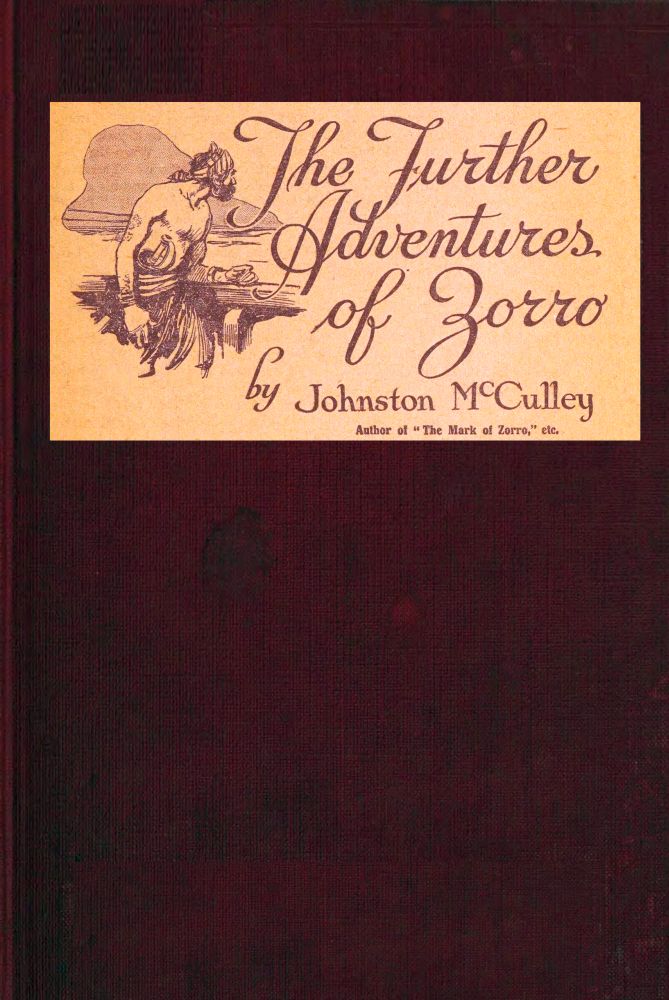 The Further
Adventures
of Zorro
by Johnston McCulley
Author of "The Mark of Zorro," etc.